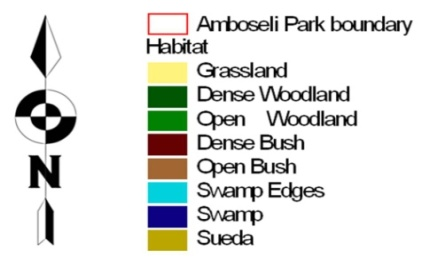 Amboseli Park boundary
Habitat
Grassland
Dense Woodland
Open Woodland
Dense Bush
Open Bush
Swamp Edges
Swamp
Sueda
N